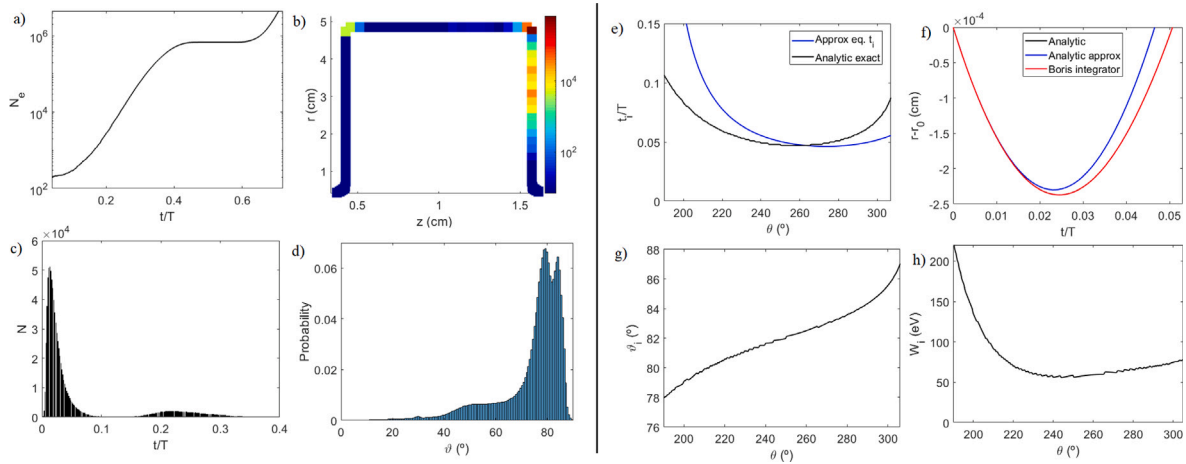 a)
10^6
10^4
10^2
N_e
0.2 0.4 0.6
t/T
b)
5
4
3
2
1
r (cm)
0.5 1 1.5
z (cm)
10^4
10^2
c)
× 10^4
6
5
4
3
2
1
0
N
0 0.1 0.2 0.3 0.4
t/T
d)
0.06
0.04
0.02
0
Probability
0 20 40 60 80
ϑ (º)
e)
0.15
0.1
0.05
0
t_i/T
Approx eq. t_i
Analytic exact
200 220 240 260 280 300
θ (º)
f)
× 10^-4
0
-0.5
-1
-1.5
-2
-2.5
r-r_0 (cm)
Analytic
Analytic approx
Boris integrator
0 0.01 0.02 0.03 0.04 0.05
t/T
g)
88
86
84
82
80
78
76
ϑ_i (º)
200 220 240 260 280 300
θ (º)
h)
200
150
100
50
0
W_i (eV)
200 220 240 260 280 300
θ (º)